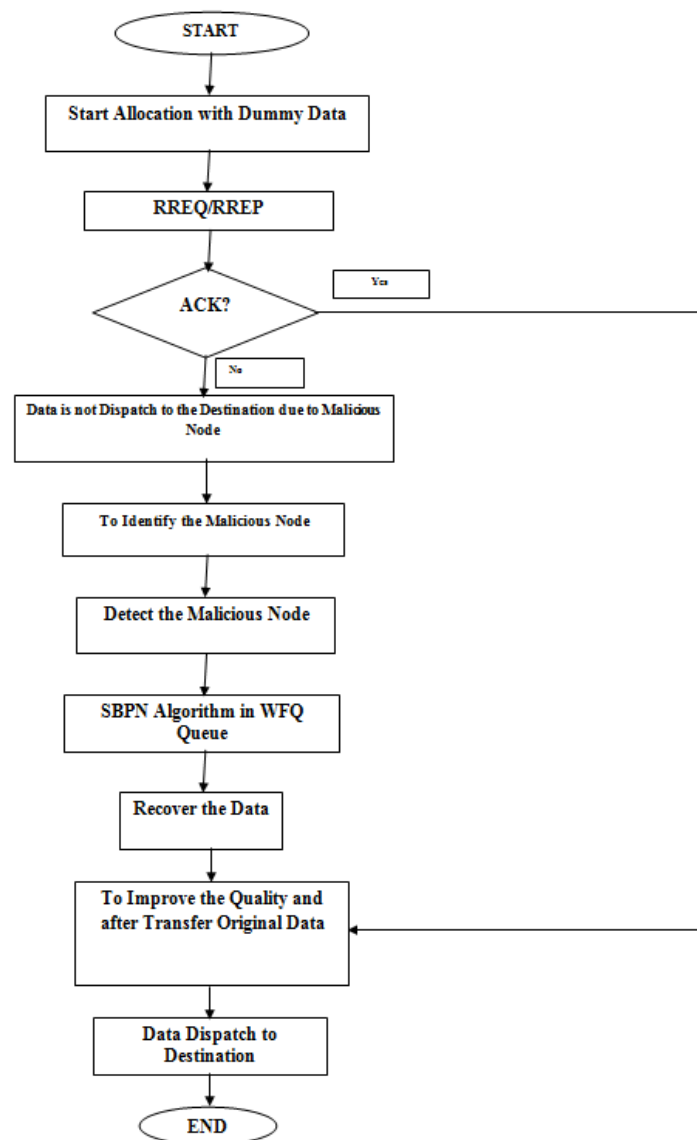 START
Start Allocation with Dummy Data
RREQ/RREP
Yes
ACK?
No
Data is not Dispatch to the Destination due to Malicious
Node
To Identify the Malicious Node
Detect the Malicious Node
SBPN Algorithm in WFQ
Queue
Recover the Data
To Improve the Quality and
after Transfer Original Data
Data Dispatch to
Destination
END